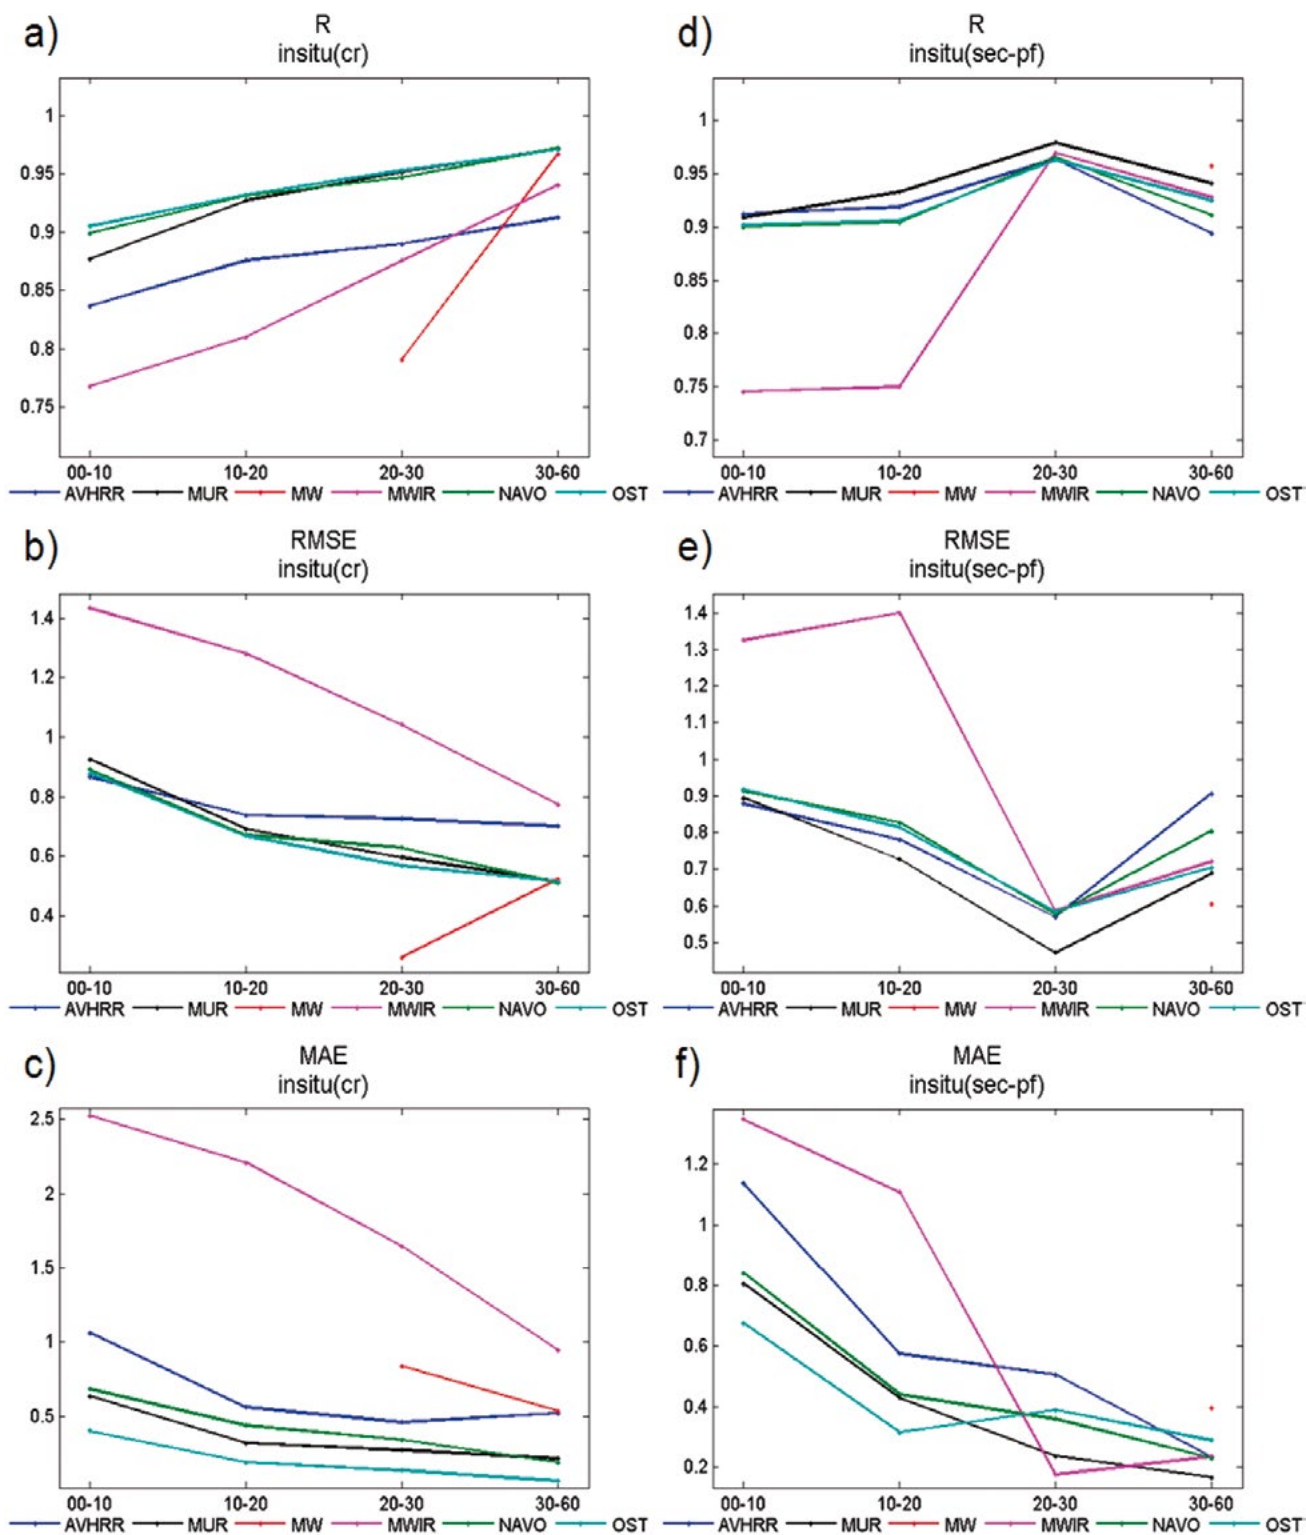 a)
R
insitu(cr)
1
0.95
0.9
0.85
0.8
0.75
00-10 10-20 20-30 30-60
AVHRR MUR MW MWIR NAVO OST
d)
R
insitu(sec-pf)
1
0.95
0.9
0.85
0.8
0.75
0.7
00-10 10-20 20-30 30-60
AVHRR MUR MW MWIR NAVO OST
b)
RMSE
insitu(cr)
1.4
1.2
1
0.8
0.6
0.4
00-10 10-20 20-30 30-60
AVHRR MUR MW MWIR NAVO OST
e)
RMSE
insitu(sec-pf)
1.4
1.3
1.2
1.1
1
0.9
0.8
0.7
0.6
0.5
00-10 10-20 20-30 30-60
AVHRR MUR MW MWIR NAVO OST
c)
MAE
insitu(cr)
2.5
2
1.5
1
0.5
00-10 10-20 20-30 30-60
AVHRR MUR MW MWIR NAVO OST
f)
MAE
insitu(sec-pf)
1.2
1
0.8
0.6
0.4
0.2
00-10 10-20 20-30 30-60
AVHRR MUR MW MWIR NAVO OST